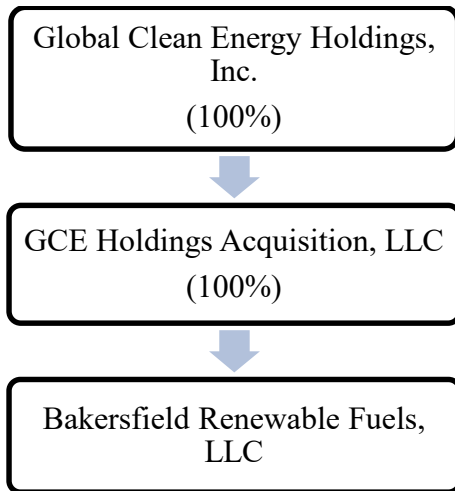 Global Clean Energy Holdings,
Inc.
(100%)
GCE Holdings Acquisition, LLC
(100%)
Bakersfield Renewable Fuels,
LLC